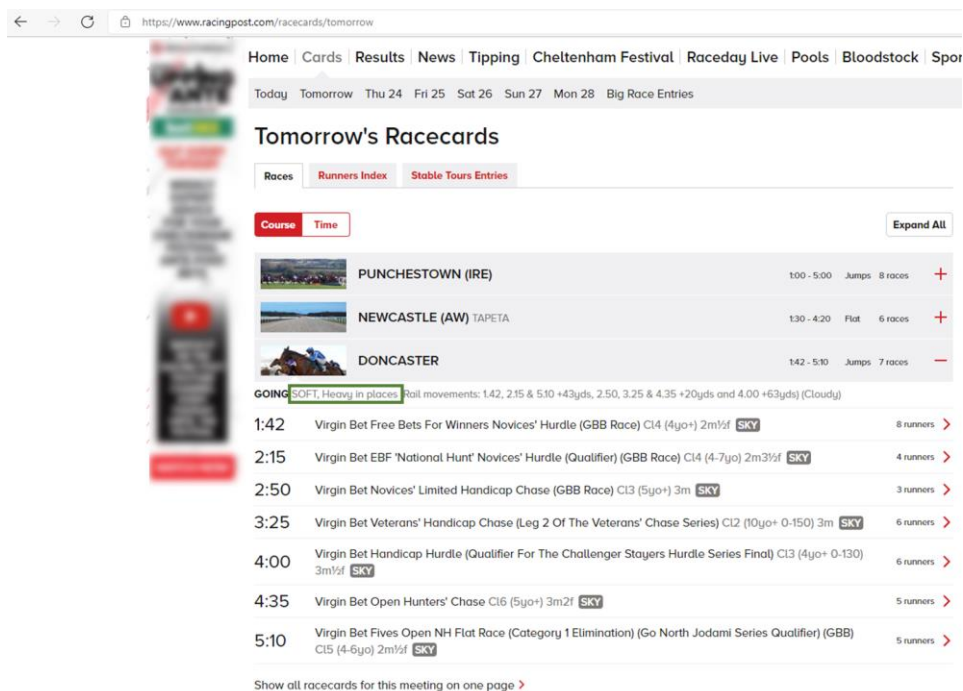 https://www.racingpost.com/racecards/tomorrow
Home Cards Results News Tipping Cheltenham Festival Raceday Live Pools Bloodstock Spor
Today Tomorrow Thu 24 Fri 25 Sat 26 Sun 27 Mon 28 Big Race Entries
Tomorrow's Racecards
Races Runners Index Stable Tours Entries
Course Time Expand All
PUNCHESTOWN (IRE) 1:00 - 5:00 Jumps 8 races
NEWCASTLE (AW) TAPETA 1:30 - 4:20 Flat 6 races
DONCASTER 1:42 - 5:10 Jumps 7 races
GOING SOFT, Heavy in places Rail movements: 1.42, 2.15 & 5.10 +43yds, 2.50, 3.25 & 4.35 +20yds and 4.00 +63yds) (Cloudy)
1:42 Virgin Bet Free Bets For Winners Novices' Hurdle (GBB Race) Cl4 (4yo+) 2m½f SKY 8 runners
2:15 Virgin Bet EBF 'National Hunt' Novices' Hurdle (Qualifier) (GBB Race) Cl4 (4-7yo) 2m3½f SKY 4 runners
2:50 Virgin Bet Novices' Limited Handicap Chase (GBB Race) Cl3 (5yo+) 3m SKY 3 runners
3:25 Virgin Bet Veterans' Handicap Chase (Leg 2 Of The Veterans' Chase Series) Cl2 (10yo+ 0-150) 3m SKY 6 runners
4:00 Virgin Bet Handicap Hurdle (Qualifier For The Challenger Stayers Hurdle Series Final) Cl3 (4yo+ 0-130)
3m½f SKY 6 runners
4:35 Virgin Bet Open Hunters' Chase Cl6 (5yo+) 3m2f SKY 5 runners
5:10 Virgin Bet Fives Open NH Flat Race (Category 1 Elimination) (Go North Jodami Series Qualifier) (GBB)
Cl5 (4-6yo) 2m½f SKY 5 runners
Show all racecards for this meeting on one page